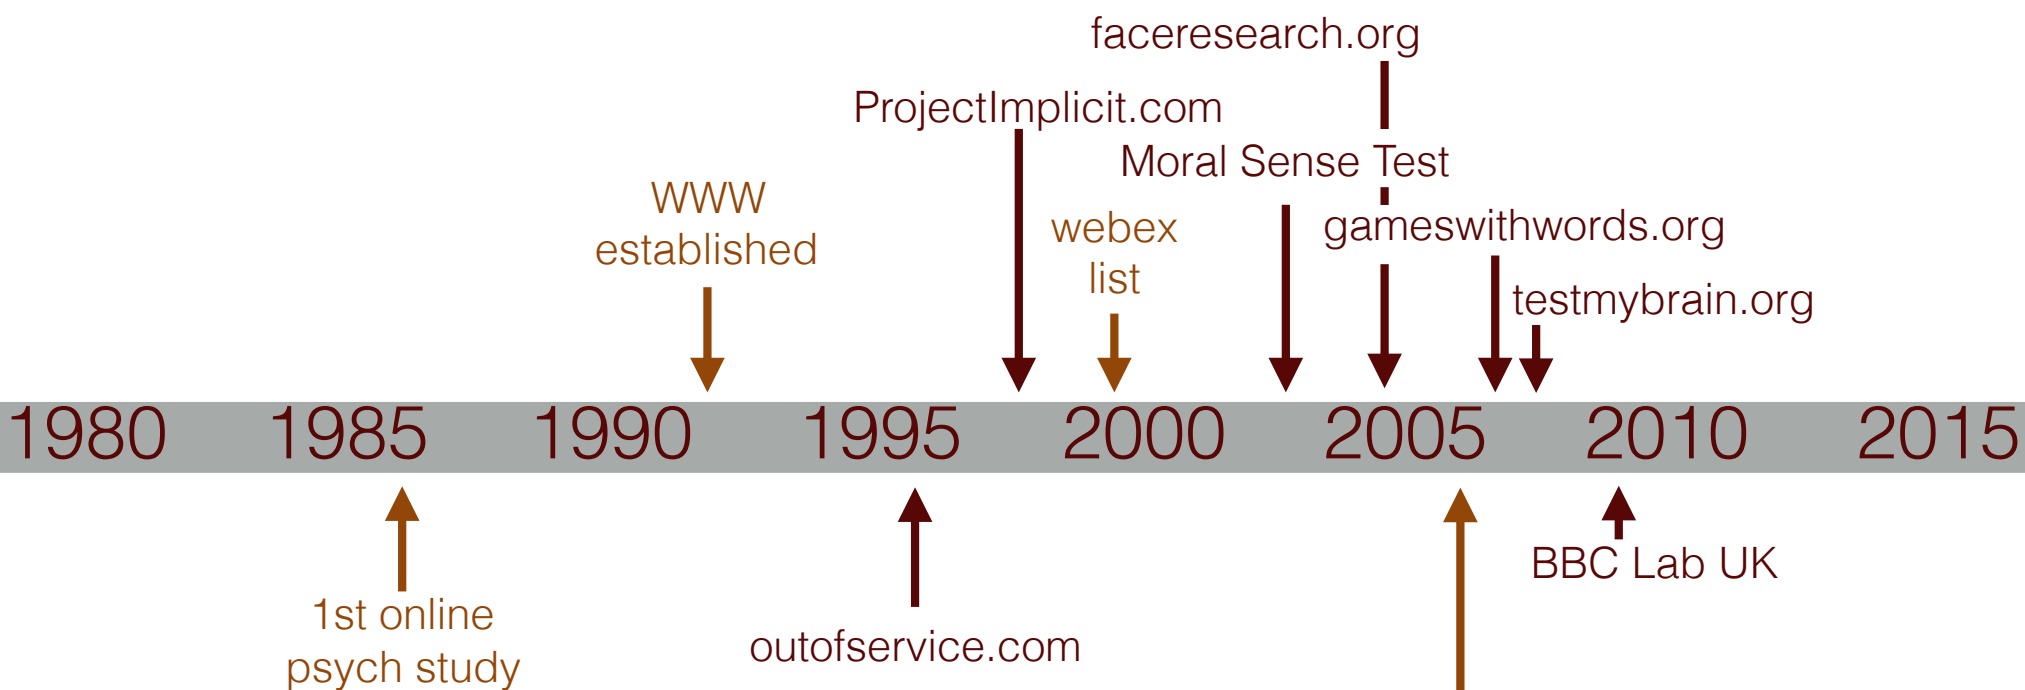 faceresearch.org
ProjectImplicit.com
Moral Sense Test
WWW
established
webex
list
gameswithwords.org
testmybrain.org
1980 1985 1990 1995 2000 2005 2010 2015
BBC Lab UK
1st online
psych study
outofservice.com